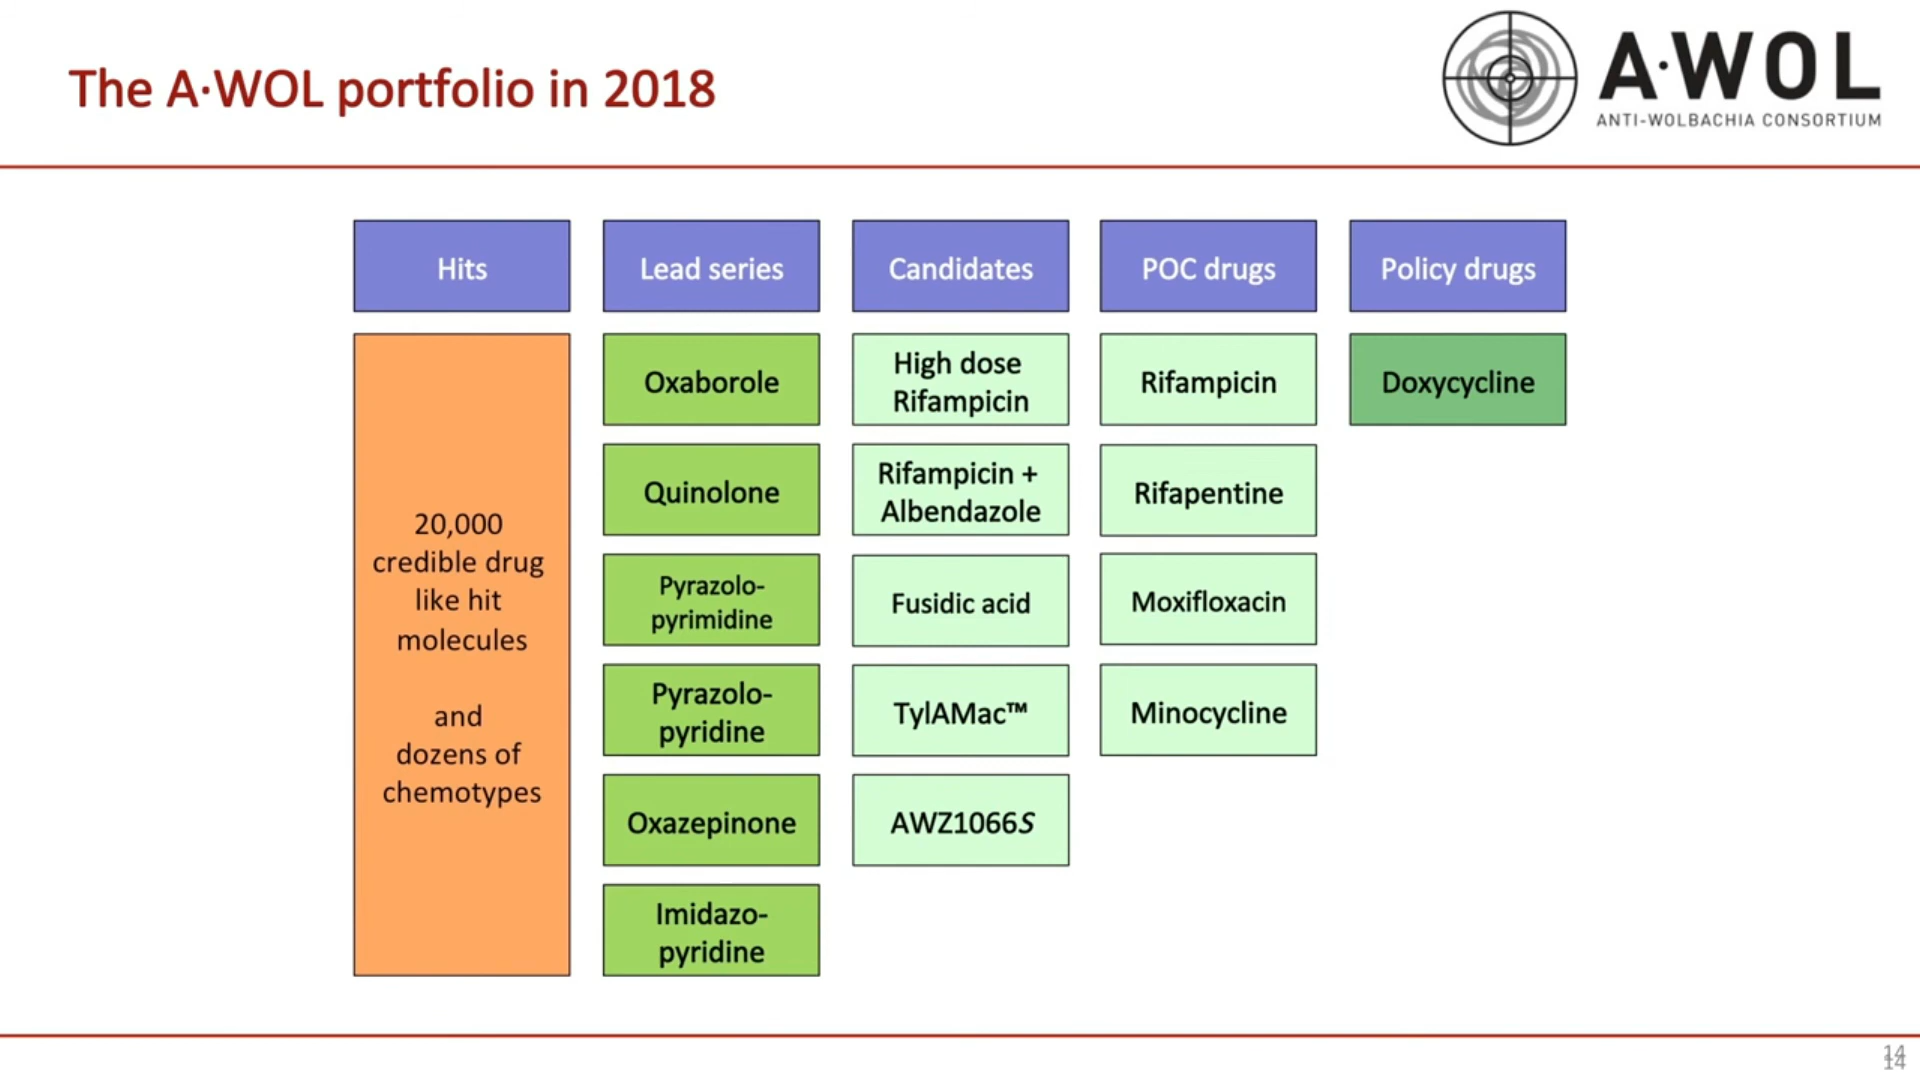 The A·WOL portfolio in 2018
A·WOL
ANTI-WOLBACHIA CONSORTIUM
Hits
Lead series
Candidates
POC drugs
Policy drugs
20,000
credible drug
like hit
molecules
and
dozens of
chemotypes
Oxaborole
Quinolone
Pyrazolo-
pyrimidine
Pyrazolo-
pyridine
Oxazepinone
Imidazo-
pyridine
High dose
Rifampicin
Rifampicin +
Albendazole
Fusidic acid
TylAMac™
AWZ1066S
Rifampicin
Rifapentine
Moxifloxacin
Minocycline
Doxycycline
14
14